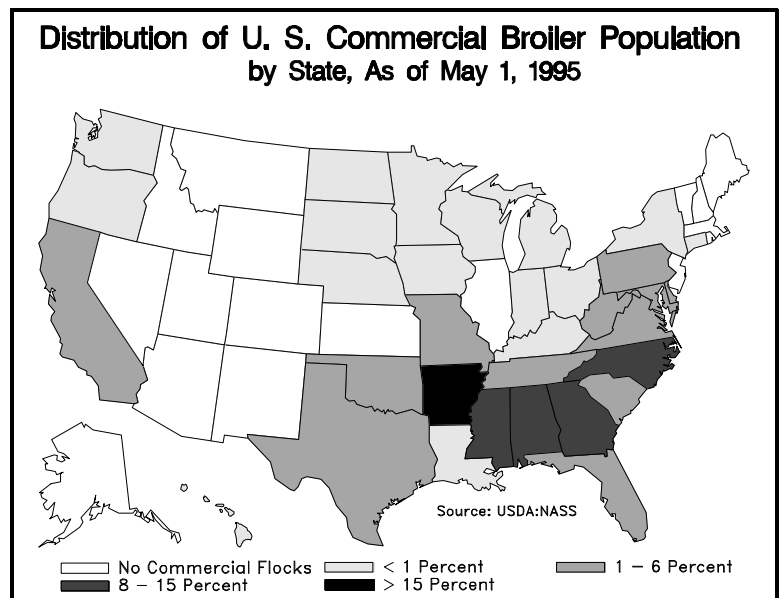 Distribution of U. S. Commercial Broiler Population
by State, As of May 1, 1995
Source: USDA:NASS
No Commercial Flocks
< 1 Percent
1 - 6 Percent
8 - 15 Percent
> 15 Percent